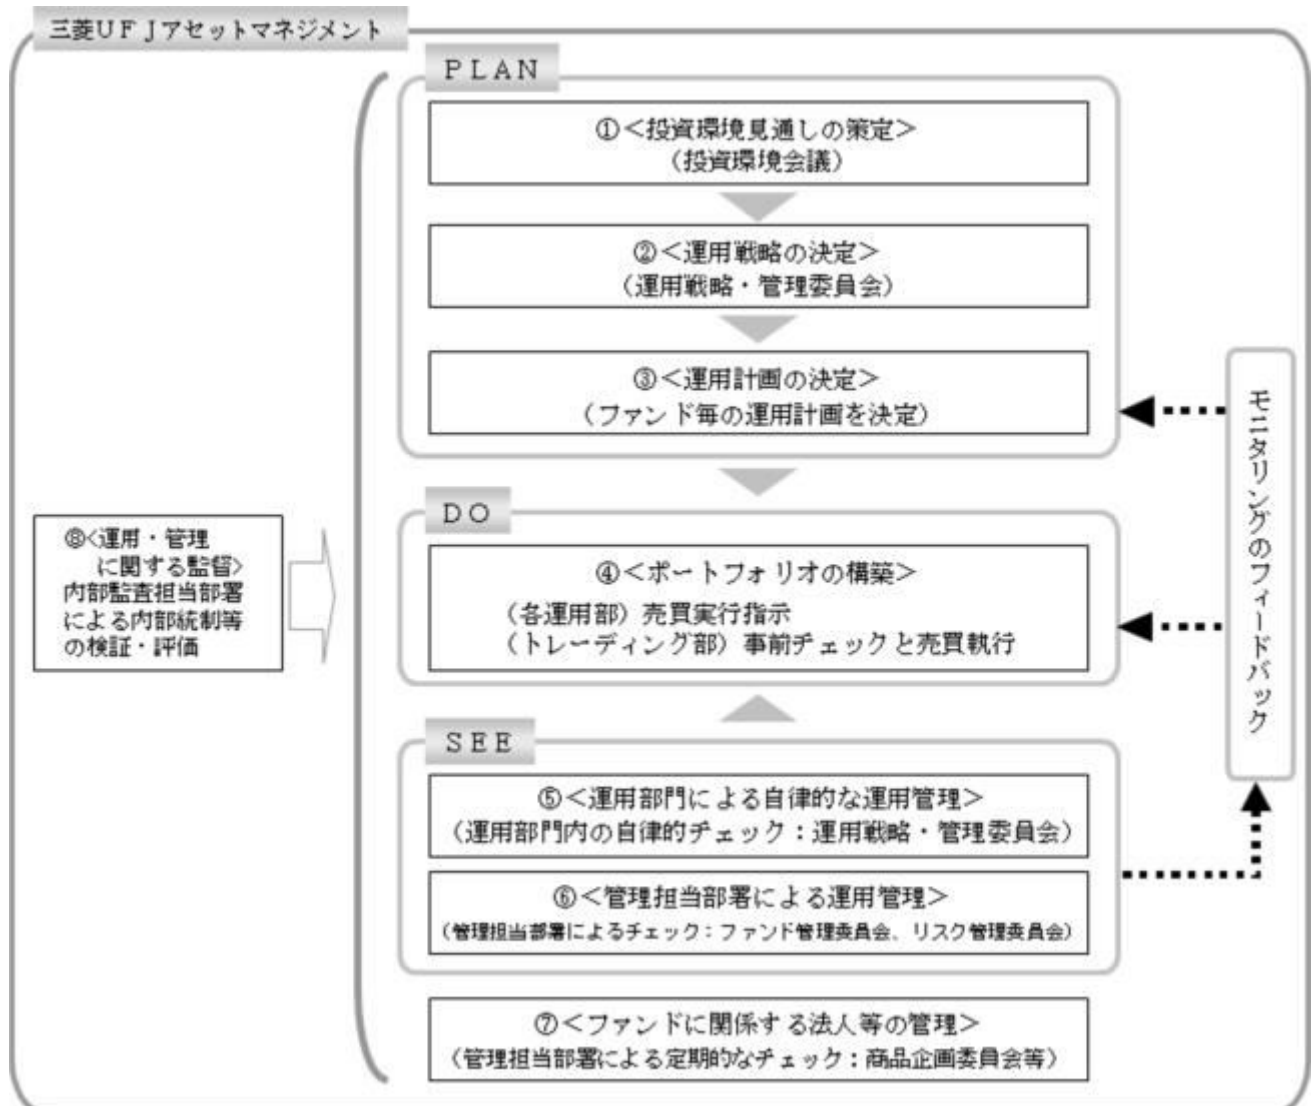 三菱ＵＦＪアセットマネジメント
ＰＬＡＮ
①＜投資環境見通しの策定＞
（投資環境会議）
②＜運用戦略の決定＞
（運用戦略・管理委員会）
③＜運用計画の決定＞
（ファンド毎の運用計画を決定）
ＤＯ
④＜ポートフォリオの構築＞
（各運用部）売買実行指示
（トレーディング部）事前チェックと売買執行
ＳＥＥ
⑤＜運用部門による自律的な運用管理＞
（運用部門内の自律的チェック：運用戦略・管理委員会）
⑥＜管理担当部署による運用管理＞
（管理担当部署によるチェック：ファンド管理委員会、リスク管理委員会）
⑦＜ファンドに関係する法人等の管理＞
（管理担当部署による定期的なチェック：商品企画委員会等）
⑧<運用・管理
に関する監督>
内部監査担当部署
による内部統制等
の検証・評価
モニタリングのフィードバック